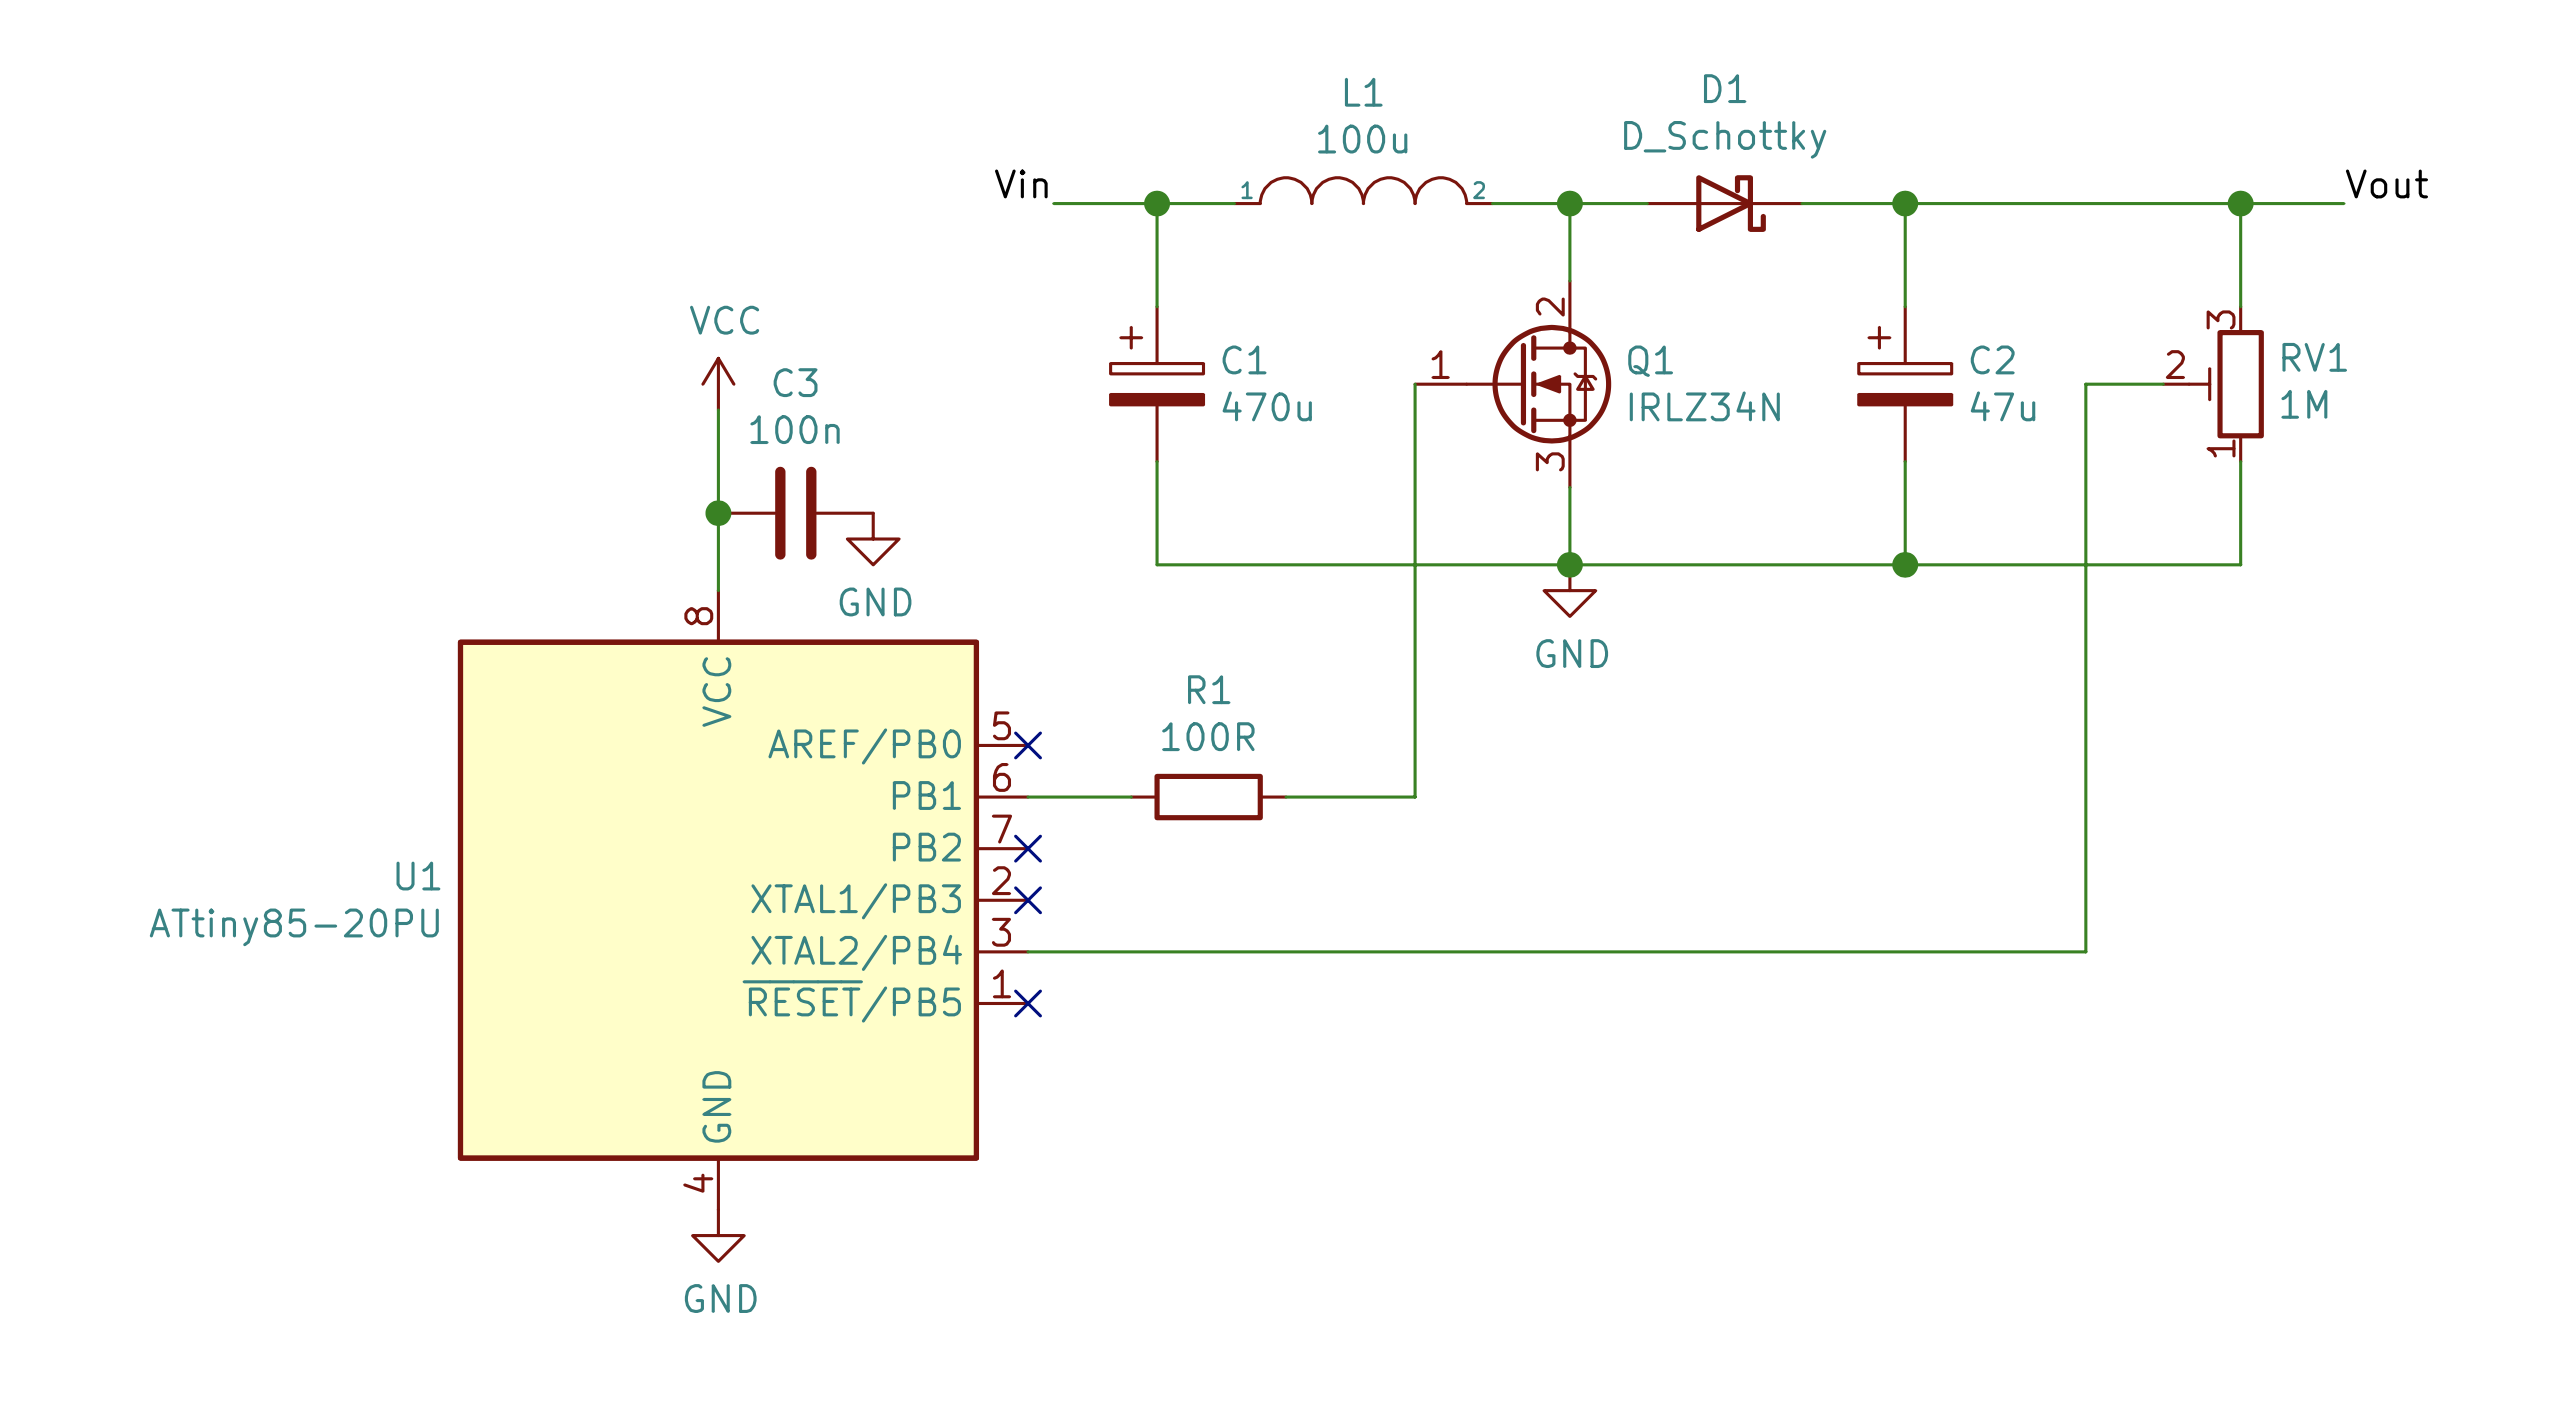 L1
100u
D1
D_Schottky
Vin
1
2
Vout
VCC
C3
100n
GND
+
C1
470u
1
2
3
Q1
IRLZ34N
GND
+
C2
47u
2
3
1
RV1
1M
R1
100R
U1
ATtiny85-20PU
8
VCC
AREF/PB0
5
PB1
6
PB2
7
XTAL1/PB3
2
XTAL2/PB4
3
RESET/PB5
1
GND
4
GND